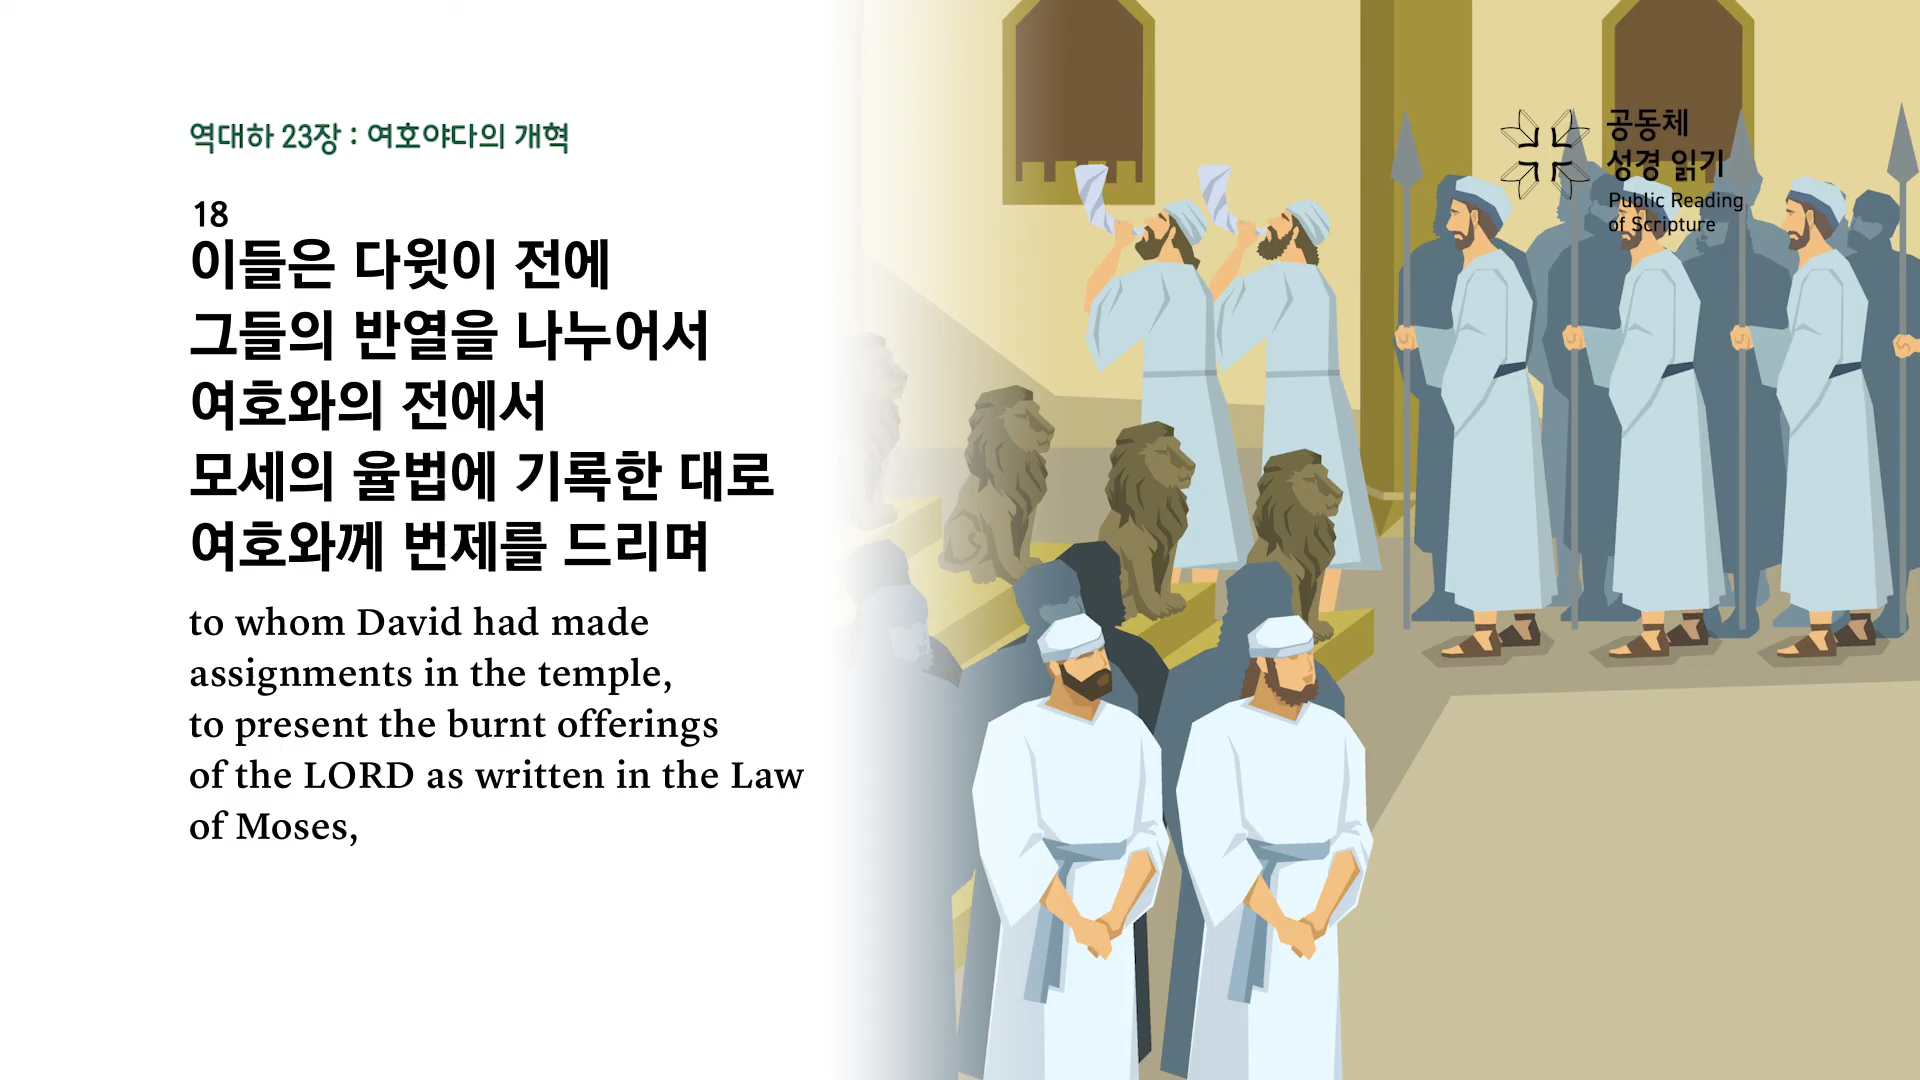 역대하 23장 : 여호야다의 개혁
18
이들은 다윗이 전에
그들의 반열을 나누어서
여호와의 전에서
모세의 율법에 기록한 대로
여호와께 번제를 드리며
to whom David had made
assignments in the temple,
to present the burnt offerings
of the LORD as written in the Law
of Moses,
공동체
성경 읽기
Public Reading
of Scripture